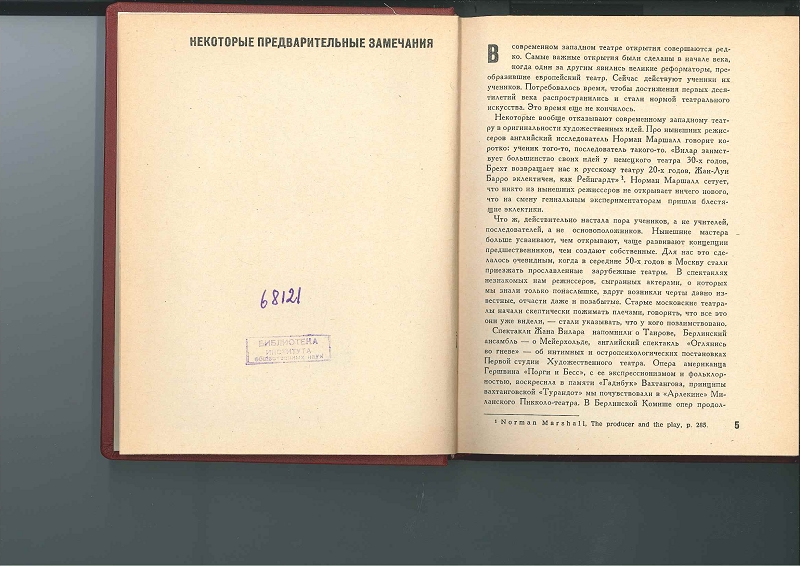 НЕКОТОРЫЕ ПРЕДВАРИТЕЛЬНЫЕ ЗАМЕЧАНИЯ
68121
БИБЛИОТЕКА
ИНСТИТУТА
общественных наук
В современном западном театре открытия совершаются ред-
ко. Самые важные открытия были сделаны в начале века,
когда один за другим явились великие реформаторы, пре-
образившие европейский театр. Сейчас действуют ученики их
учеников. Потребовалось время, чтобы достижения первых деся-
тилетий века распространились и стали нормой театрального
искусства. Это время еще не кончилось.
Некоторые вообще отказывают современному западному теат-
ру в оригинальности художественных идей. Про нынешних режис-
серов английский исследователь Норман Маршалл говорит ко-
ротко: ученик того-то, последователь такого-то. «Вилар заимст-
вует большинство своих идей у немецкого театра 30-х годов,
Брехт возвращает нас к русскому театру 20-х годов, Жан-Луи
Барро эклектичен, как Рейнгардт»¹. Норман Маршалл сетует,
что никто из нынешних режиссеров не открывает ничего нового,
что на смену гениальным экспериментаторам пришли блестя-
щие эклектики.
Что ж, действительно настала пора учеников, а не учителей,
последователей, а не основоположников. Нынешние мастера
больше усваивают, чем открывают, чаще развивают концепции
предшественников, чем создают собственные. Для нас это сде-
лалось очевидным, когда в середине 50-х годов в Москву стали
приезжать прославленные зарубежные театры. В спектаклях
незнакомых нам режиссеров, сыгранных актерами, о которых
мы знали только понаслышке, вдруг возникли черты давно из-
вестные, отчасти даже и позабытые. Старые московские театра-
лы начали скептически пожимать плечами, говорить, что все это
они уже видели, — стали указывать, что у кого позаимствовано.
Спектакли Жана Вилара напомнили о Таирове, Берлинский
ансамбль — о Мейерхольде, английский спектакль «Оглянись
во гневе» — об интимных и остропсихологических постановках
Первой студии Художественного театра. Опера американца
Гершвина «Порги и Бесс», с ее экспрессионизмом и фольклор-
ностью, воскресила в памяти «Гадибук» Вахтангова, принципы
вахтанговской «Турандот» мы почувствовали в «Арлекине» Ми-
ланского Пикколо-театра. В Берлинской Комише опер продол-
¹ Norman Marshall, The producer and the play, p. 285.
5